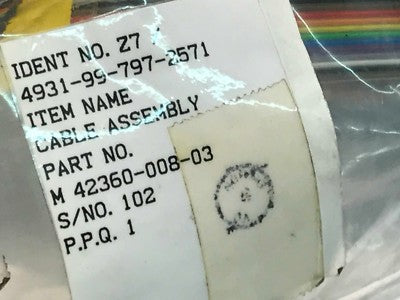 IDENT NO. Z7
4931-99-797-2571
ITEM NAME
CABLE ASSEMBLY
PART NO.
M 42360-008-03
S/NO. 102
P.P.Q. 1